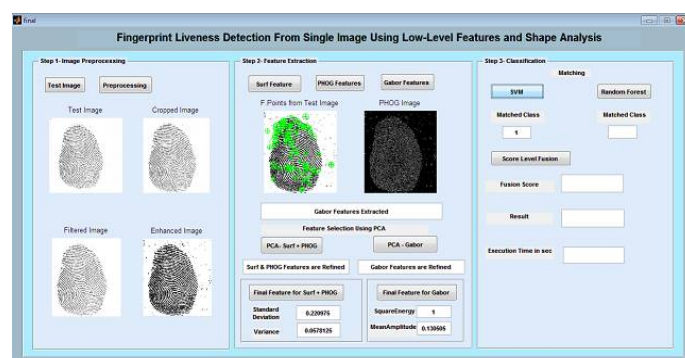 final
Fingerprint Liveness Detection From Single Image Using Low-Level Features and Shape Analysis
Step 1- Image Preprocessing
Test Image
Preprocessing
Test Image
Cropped Image
Filtered Image
Enhanced Image
Step 2- Feature Extraction
Surf Feature
PHOG Features
Gabor Features
F.Points from Test Image
PHOG Image
Gabor Features Extracted
Feature Selection Using PCA
PCA- Surf + PHOG
PCA - Gabor
Surf & PHOG Features are Refined
Gabor Features are Refined
Final Feature for Surf + PHOG
Final Feature for Gabor
Standard
Deviation
0.220975
Variance
0.0578125
SquareEnergy
1
MeanAmplitude
0.130505
Step 3- Classification
Matching
SVM
Random Forest
Matched Class
Matched Class
1
Score Level Fusion
Fusion Score
Result
Execution Time in sec